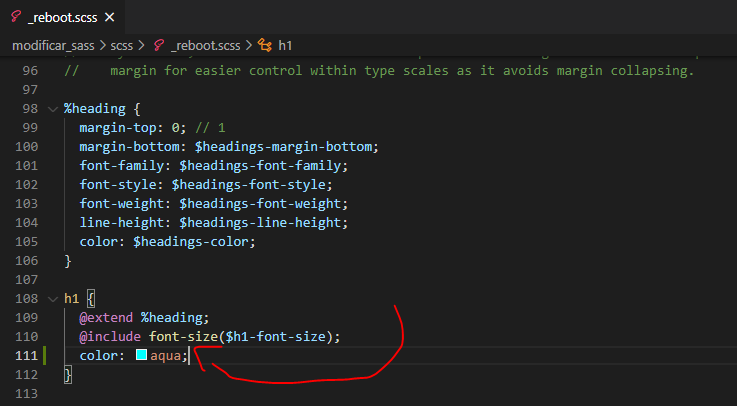 _reboot.scss
modificar_sass > scss > _reboot.scss > h1
96 // margin for easier control within type scales as it avoids margin collapsing.
97
98 %heading {
99 margin-top: 0; // 1
100 margin-bottom: $headings-margin-bottom;
101 font-family: $headings-font-family;
102 font-style: $headings-font-style;
103 font-weight: $headings-font-weight;
104 line-height: $headings-line-height;
105 color: $headings-color;
106 }
107
108 h1 {
109 @extend %heading;
110 @include font-size($h1-font-size);
111 color: aqua;
112 }
113